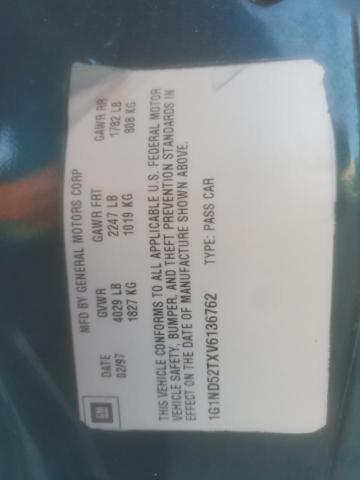 GM
MFD BY GENERAL MOTORS CORP
DATE GVWR GAWR FRT GAWR RR
02/97 4029 LB 2247 LB 1782 LB
1827 KG 1019 KG 808 KG
THIS VEHICLE CONFORMS TO ALL APPLICABLE U.S. FEDERAL MOTOR
VEHICLE SAFETY, BUMPER, AND THEFT PREVENTION STANDARDS IN
EFFECT ON THE DATE OF MANUFACTURE SHOWN ABOVE.
1G1ND52TXV6136762 TYPE: PASS CAR